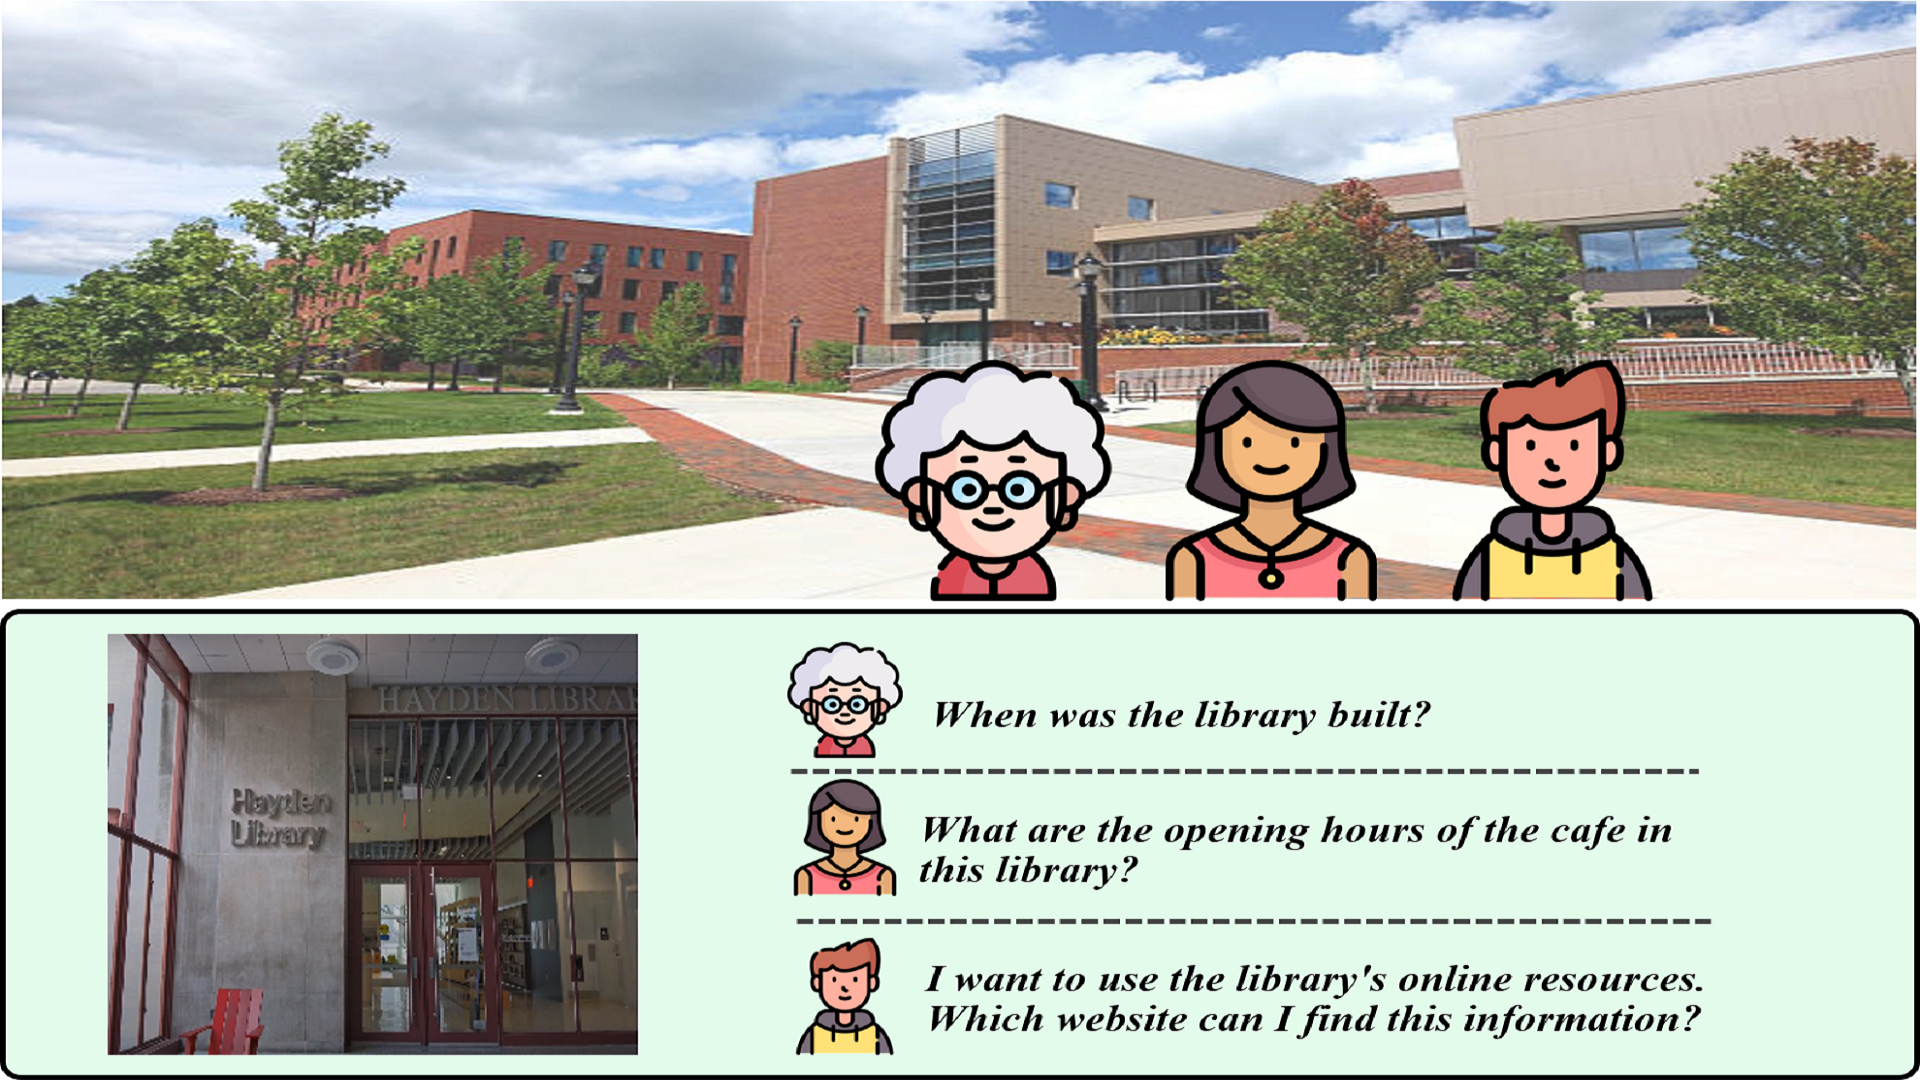 HAYDEN LIBRAR
Hayden
Library
When was the library built?
What are the opening hours of the cafe in
this library?
I want to use the library's online resources.
Which website can I find this information?